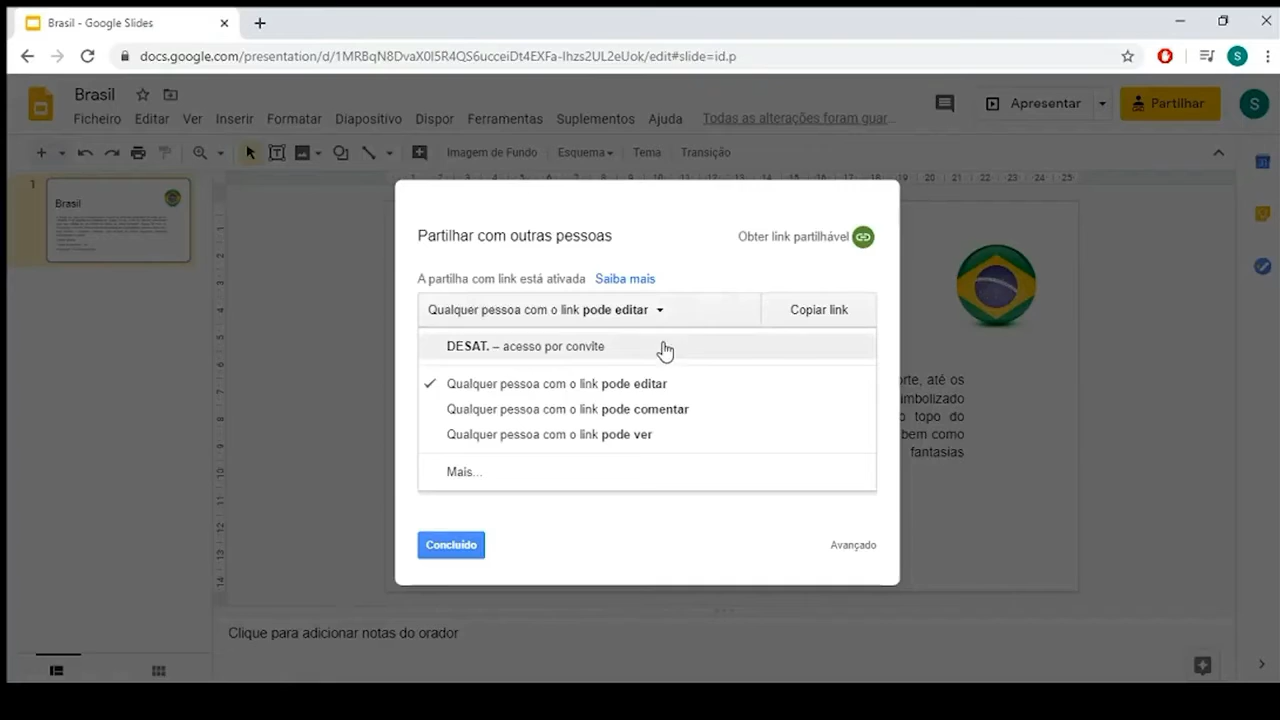 Brasil - Google Slides
docs.google.com/presentation/d/1MRBqN8DvaX0l5R4QS6ucceiDt4EXFa-lhzs2UL2eUok/edit#slide=id.p
S
Brasil
Apresentar
Partilhar
S
Ficheiro Editar Ver Inserir Formatar Diapositivo Dispor Ferramentas Suplementos Ajuda Todas as alterações foram guar...
Imagem de Fundo Esquema Tema Transição
1
Brasil
Partilhar com outras pessoas
Obter link partilhável
A partilha com link está ativada Saiba mais
Qualquer pessoa com o link pode editar
Copiar link
DESAT. – acesso por convite
Qualquer pessoa com o link pode editar
Qualquer pessoa com o link pode comentar
Qualquer pessoa com o link pode ver
Mais...
Concluído
Avançado
orte, até os
imbolizado
o topo do
bem como
fantasias
Clique para adicionar notas do orador